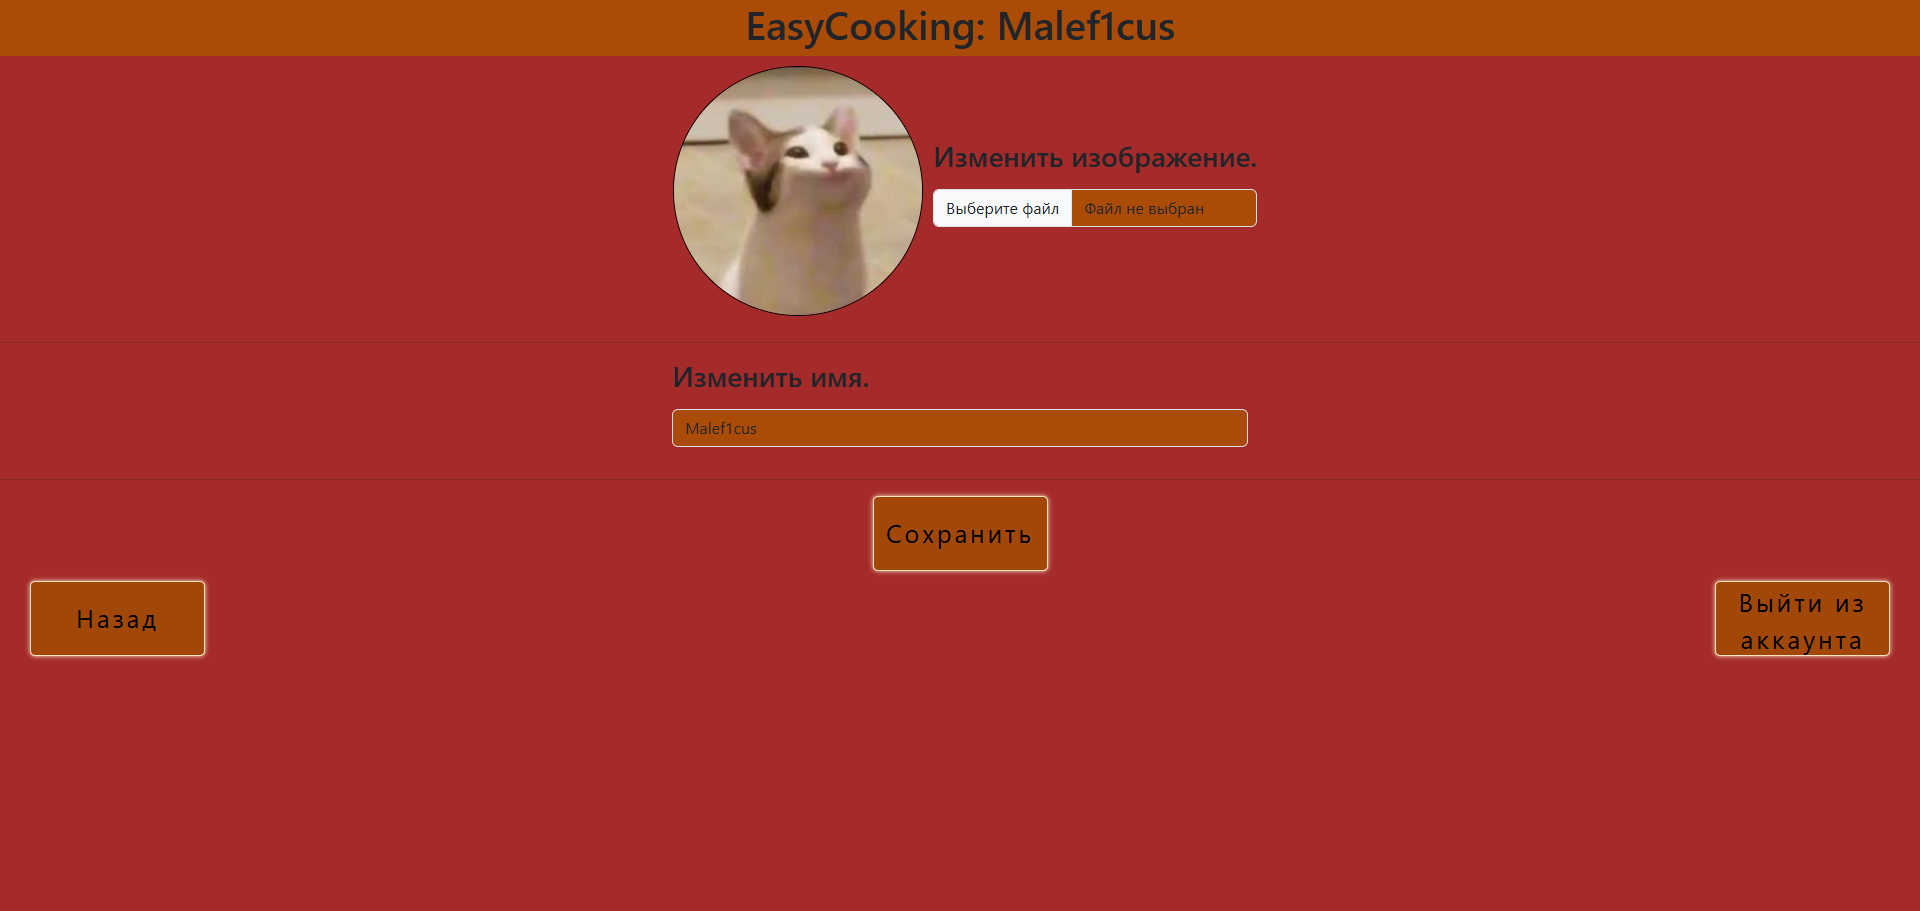 EasyCooking: Malef1cus
Изменить изображение.
Выберите файл Файл не выбран
Изменить имя.
Malef1cus
Сохранить
Назад
Выйти из
аккаунта